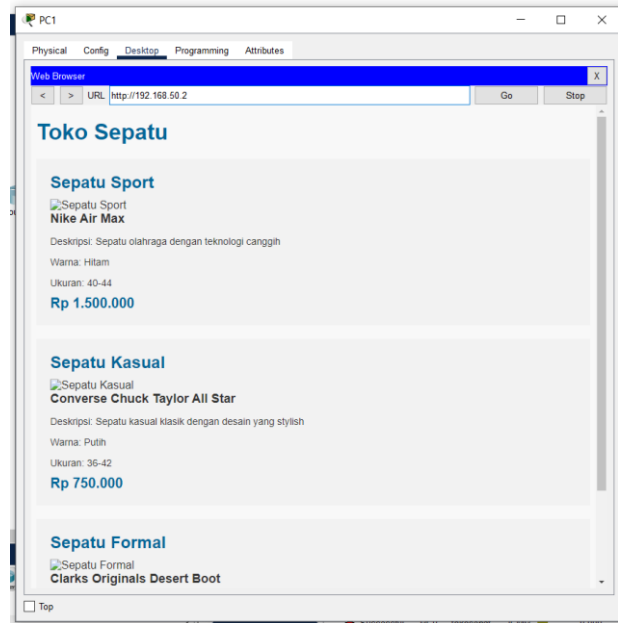 PC1
Physical Config Desktop Programming Attributes
Web Browser X
< > URL http://192.168.50.2 Go Stop
Toko Sepatu
Sepatu Sport
Sepatu Sport
Nike Air Max
Deskripsi: Sepatu olahraga dengan teknologi canggih
Warna: Hitam
Ukuran: 40-44
Rp 1.500.000
Sepatu Kasual
Sepatu Kasual
Converse Chuck Taylor All Star
Deskripsi: Sepatu kasual klasik dengan desain yang stylish
Warna: Putih
Ukuran: 36-42
Rp 750.000
Sepatu Formal
Sepatu Formal
Clarks Originals Desert Boot
Top